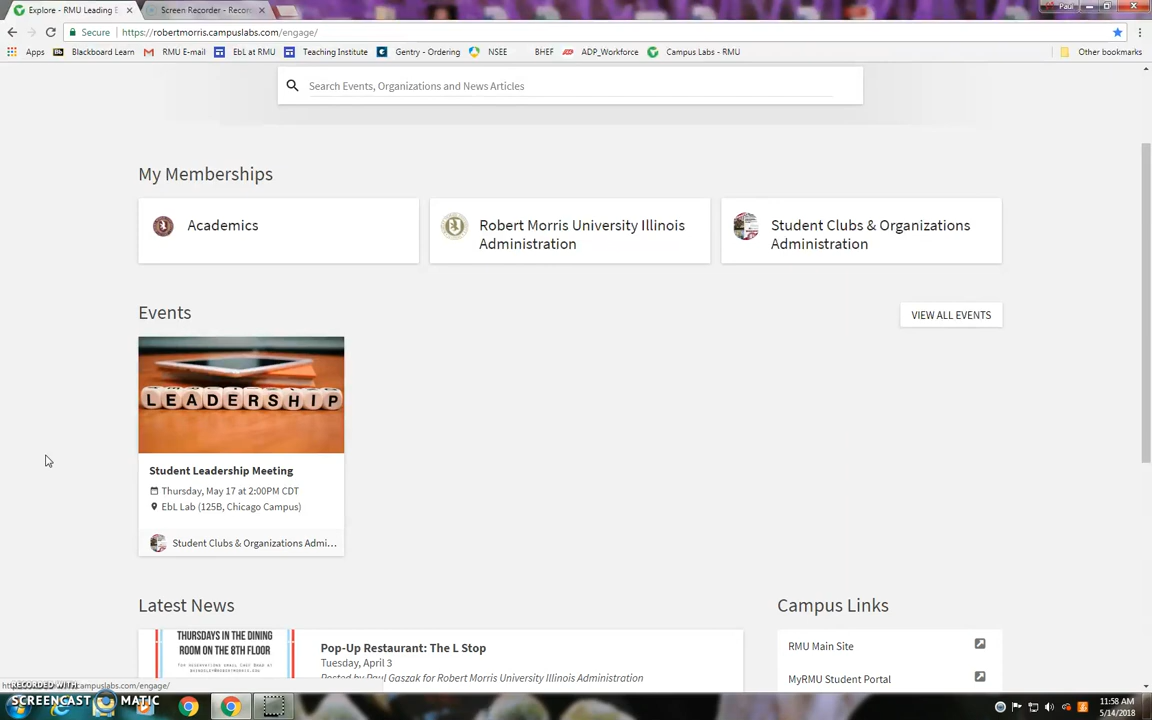 Explore - RMU Leading E
Screen Recorder - Recor
Paul
Secure https://robertmorris.campuslabs.com/engage/
Apps Blackboard Learn RMU E-mail EbL at RMU Teaching Institute Gentry - Ordering NSEE BHEF ADP_Workforce Campus Labs - RMU Other bookmarks
Search Events, Organizations and News Articles
My Memberships
Academics
Robert Morris University Illinois
Administration
Student Clubs & Organizations
Administration
Events
VIEW ALL EVENTS
LEADERSHIP
Student Leadership Meeting
Thursday, May 17 at 2:00PM CDT
EbL Lab (125B, Chicago Campus)
Student Clubs & Organizations Admi...
Latest News
Campus Links
THURSDAYS IN THE DINING
ROOM ON THE 8TH FLOOR
Pop-Up Restaurant: The L Stop
Tuesday, April 3
Posted by Paul Gaszak for Robert Morris University Illinois Administration
RMU Main Site
MyRMU Student Portal
campuslabs.com/engage/
RECORDED WITH
SCREENCAST MATIC
11:58 AM
5/14/2018